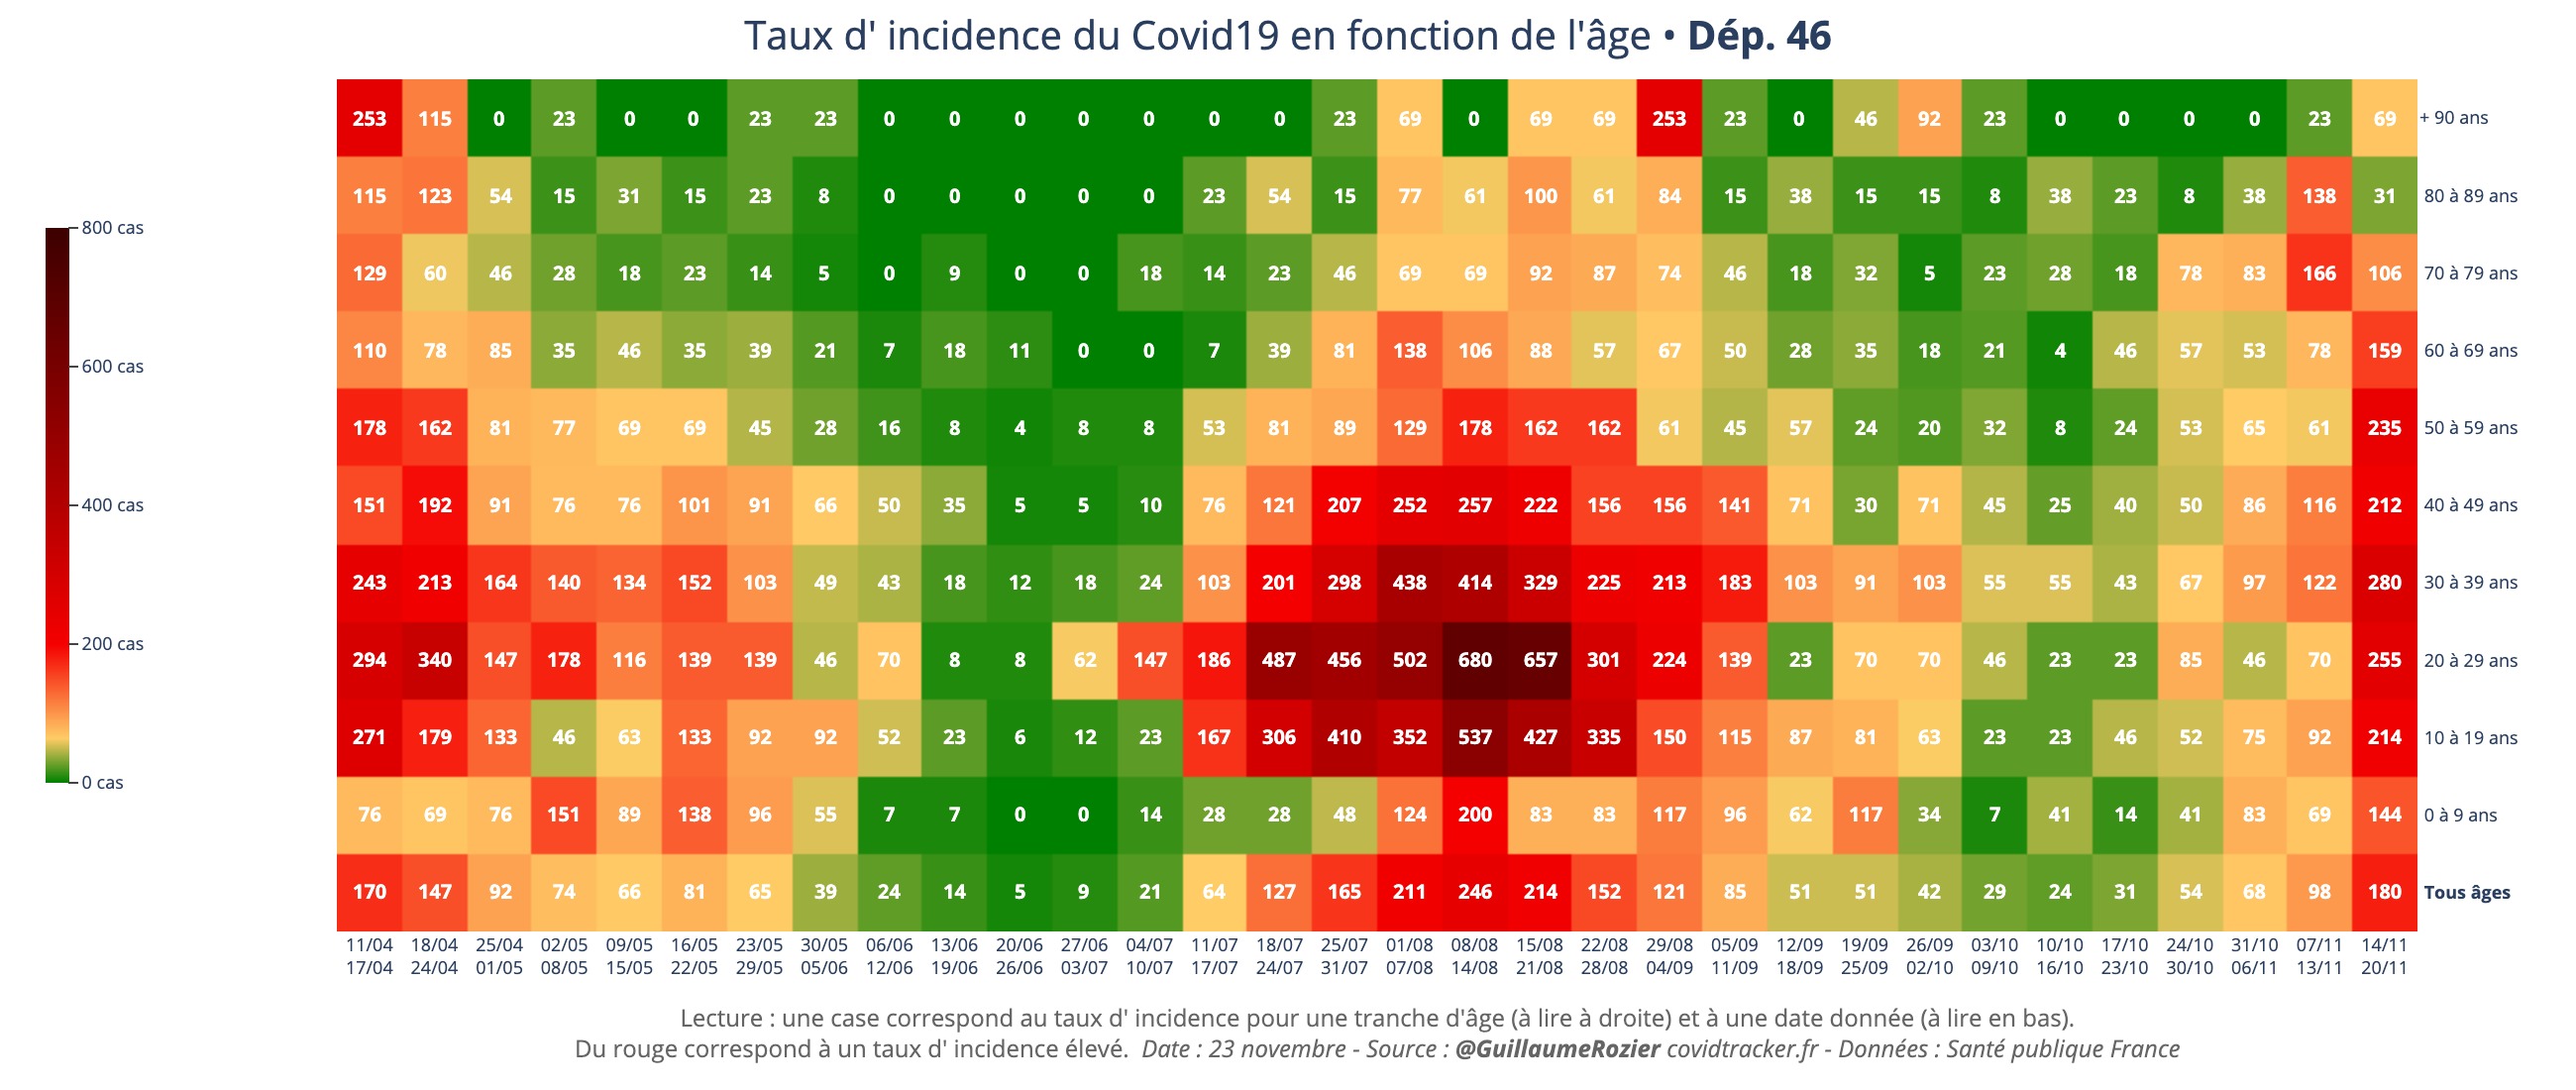 Taux d' incidence du Covid19 en fonction de l'âge • Dép. 46
253 115 0 23 0 0 23 23 0 0 0 0 0 0 0 23 69 0 69 69 253 23 0 46 92 23 0 0 0 0 23 69 + 90 ans
115 123 54 15 31 15 23 8 0 0 0 0 0 23 54 15 77 61 100 61 84 15 38 15 15 8 38 23 8 38 138 31 80 à 89 ans
800 cas
129 60 46 28 18 23 14 5 0 9 0 0 18 14 23 46 69 69 92 87 74 46 18 32 5 23 28 18 78 83 166 106 70 à 79 ans
110 78 85 35 46 35 39 21 7 18 11 0 0 7 39 81 138 106 88 57 67 50 28 35 18 21 4 46 57 53 78 159 60 à 69 ans
600 cas
178 162 81 77 69 69 45 28 16 8 4 8 8 53 81 89 129 178 162 162 61 45 57 24 20 32 8 24 53 65 61 235 50 à 59 ans
400 cas
151 192 91 76 76 101 91 66 50 35 5 5 10 76 121 207 252 257 222 156 156 141 71 30 71 45 25 40 50 86 116 212 40 à 49 ans
243 213 164 140 134 152 103 49 43 18 12 18 24 103 201 298 438 414 329 225 213 183 103 91 103 55 55 43 67 97 122 280 30 à 39 ans
200 cas
294 340 147 178 116 139 139 46 70 8 8 62 147 186 487 456 502 680 657 301 224 139 23 70 70 46 23 23 85 46 70 255 20 à 29 ans
271 179 133 46 63 133 92 92 52 23 6 12 23 167 306 410 352 537 427 335 150 115 87 81 63 23 23 46 52 75 92 214 10 à 19 ans
0 cas
76 69 76 151 89 138 96 55 7 7 0 0 14 28 28 48 124 200 83 83 117 96 62 117 34 7 41 14 41 83 69 144 0 à 9 ans
170 147 92 74 66 81 65 39 24 14 5 9 21 64 127 165 211 246 214 152 121 85 51 51 42 29 24 31 54 68 98 180 Tous âges
11/04 18/04 25/04 02/05 09/05 16/05 23/05 30/05 06/06 13/06 20/06 27/06 04/07 11/07 18/07 25/07 01/08 08/08 15/08 22/08 29/08 05/09 12/09 19/09 26/09 03/10 10/10 17/10 24/10 31/10 07/11 14/11
17/04 24/04 01/05 08/05 15/05 22/05 29/05 05/06 12/06 19/06 26/06 03/07 10/07 17/07 24/07 31/07 07/08 14/08 21/08 28/08 04/09 11/09 18/09 25/09 02/10 09/10 16/10 23/10 30/10 06/11 13/11 20/11
Lecture : une case correspond au taux d' incidence pour une tranche d'âge (à lire à droite) et à une date donnée (à lire en bas).
Du rouge correspond à un taux d' incidence élevé. Date : 23 novembre - Source : @GuillaumeRozier covidtracker.fr - Données : Santé publique France